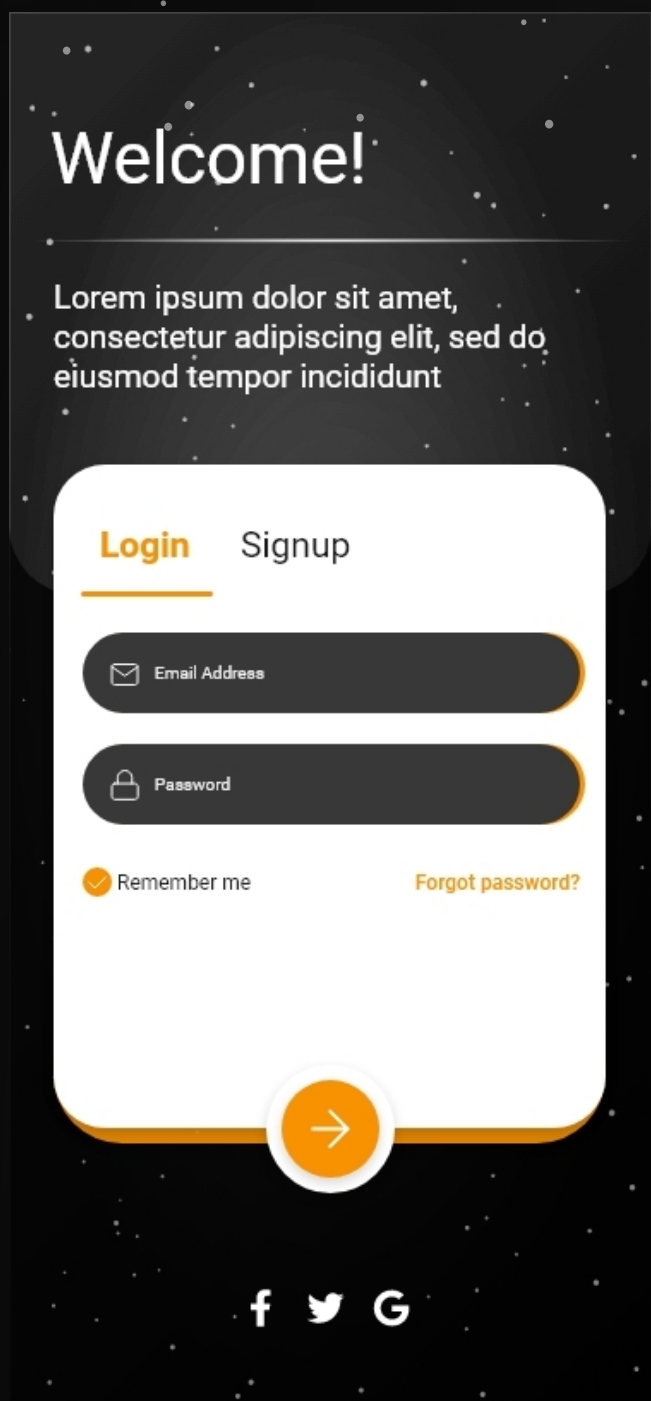 Welcome!
Lorem ipsum dolor sit amet,
consectetur adipiscing elit, sed do
eiusmod tempor incididunt
Login Signup
Email Address
Password
Remember me Forgot password?